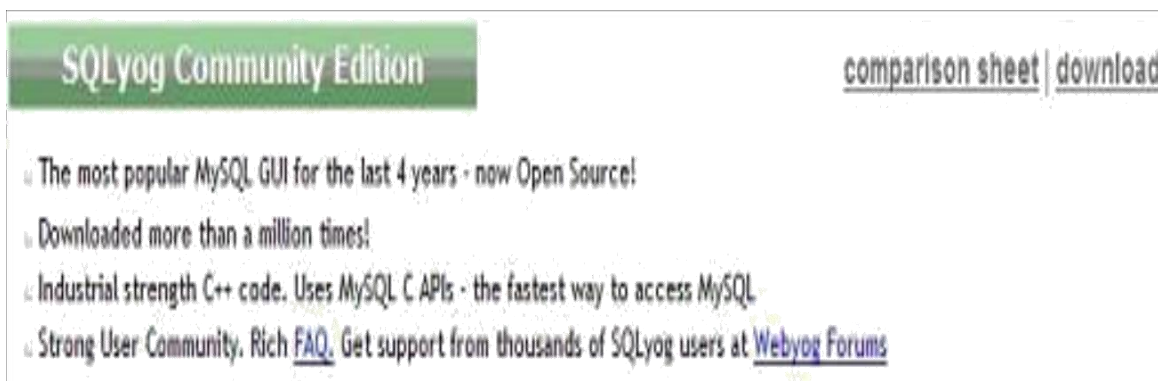 SQLyog Community Edition
comparison sheet | download
The most popular MySQL GUI for the last 4 years - now Open Source!
Downloaded more than a million times!
Industrial strength C++ code. Uses MySQL C APIs - the fastest way to access MySQL
Strong User Community. Rich FAQ. Get support from thousands of SQLyog users at Webyog Forums